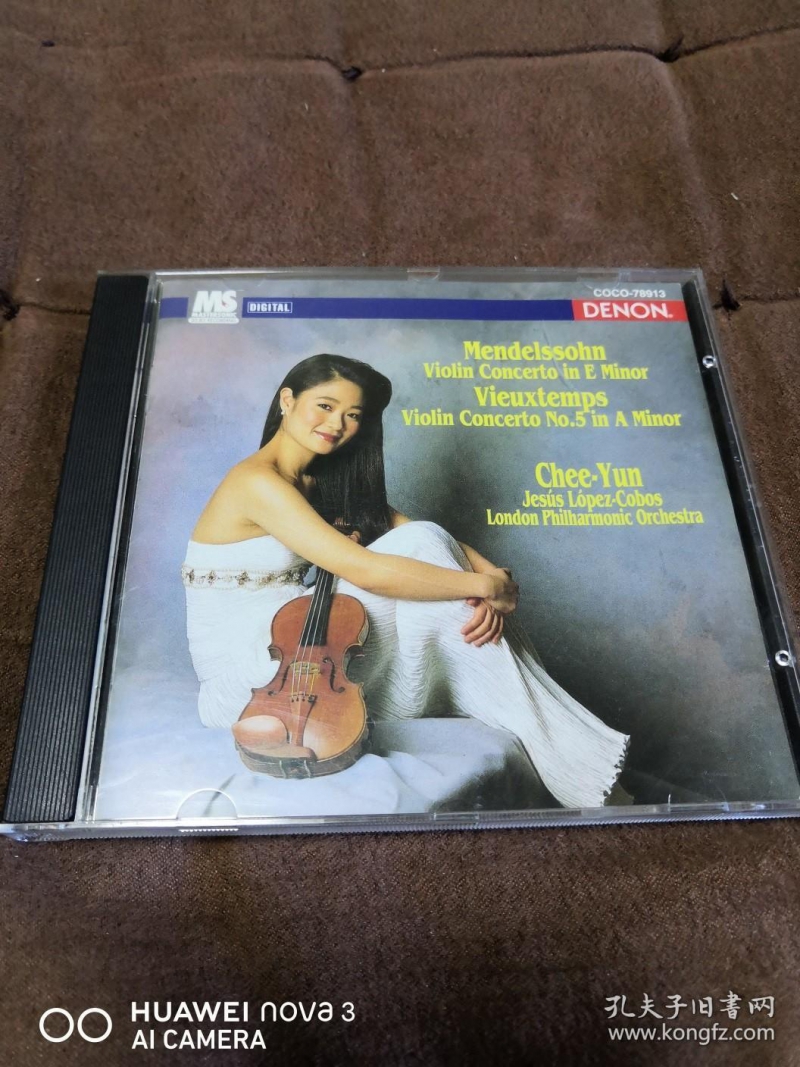 COCO-78913
MS
DIGITAL
DENON
Mendelssohn
Violin Concerto in E Minor
Vieuxtemps
Violin Concerto No.5 in A Minor
Chee-Yun
Jesús López-Cobos
London Philharmonic Orchestra
HUAWEI nova 3
AI CAMERA
孔夫子旧书网
www.kongfz.com